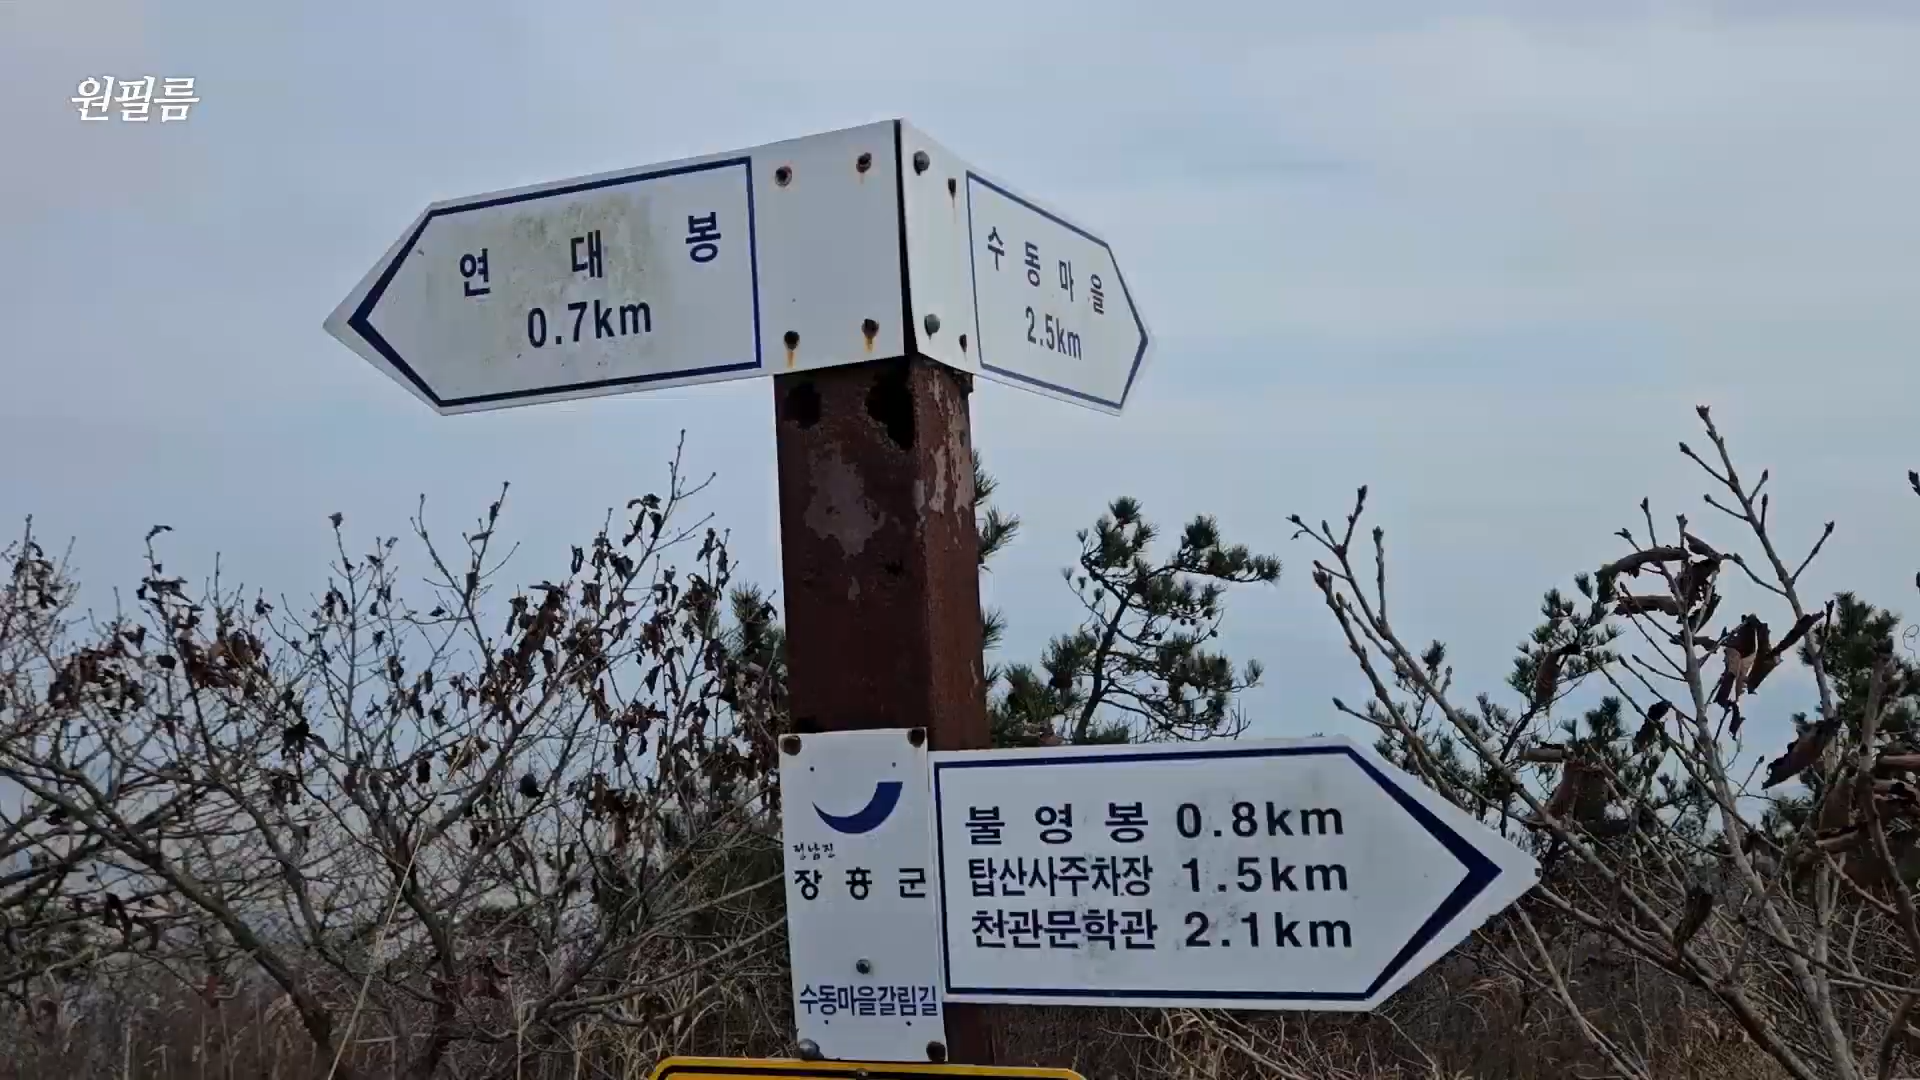 원필름
연 대 봉
0.7km
수 동 마 을
2.5km
정남진
장 흥 군
수동마을갈림길
불 영 봉 0.8km
탑산사주차장 1.5km
천관문학관 2.1km